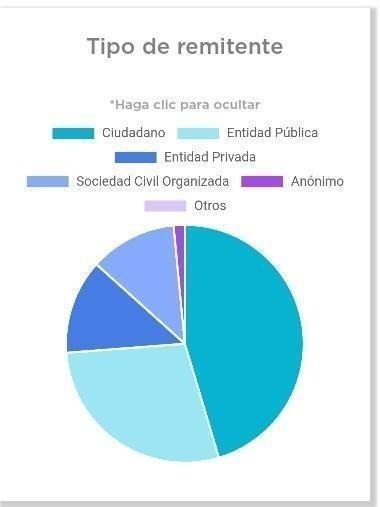 Tipo de remitente
*Haga clic para ocultar
Ciudadano Entidad Pública
Entidad Privada
Sociedad Civil Organizada Anónimo
Otros